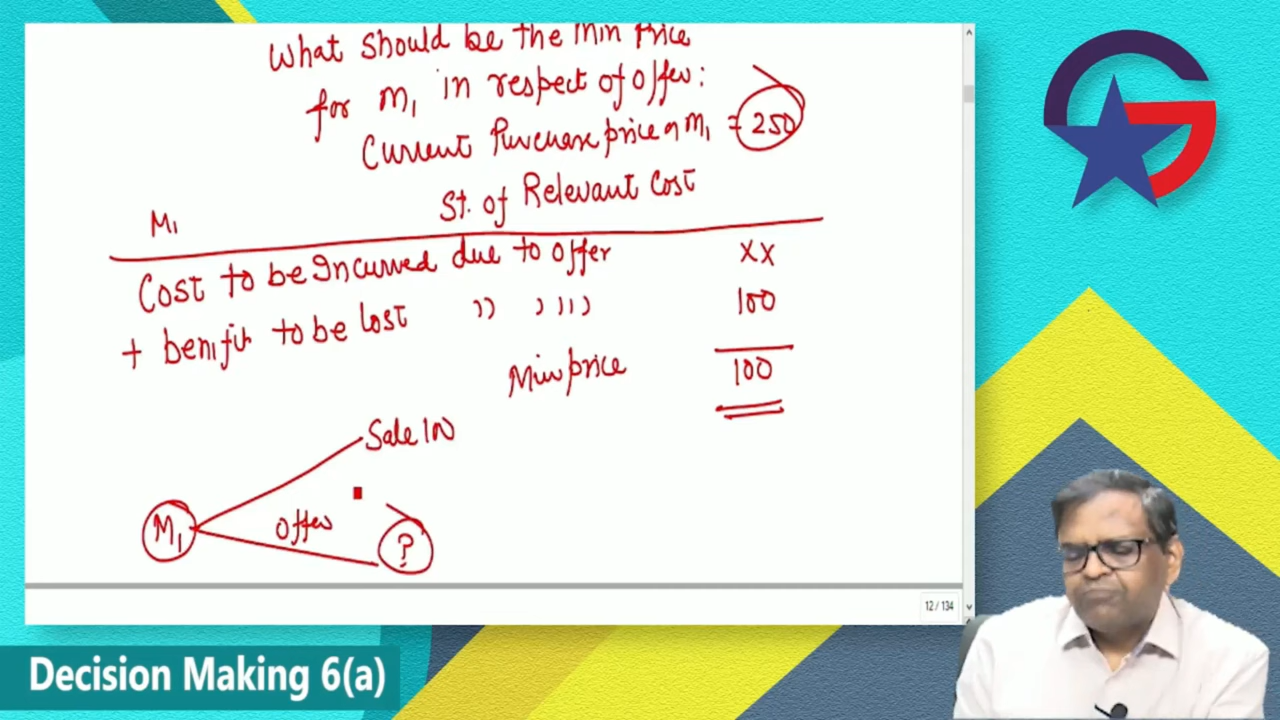 What should be the Min Price
for M1 in respect of Offer:
Current Purchase price of M1 = 250
M1 St. of Relevant Cost
Cost to be Incurred due to Offer XX
+ benifit to be lost ,, ,,,, 100
Min price 100
Sale 100
M1 Offer ?
12 / 134
Decision Making 6(a)